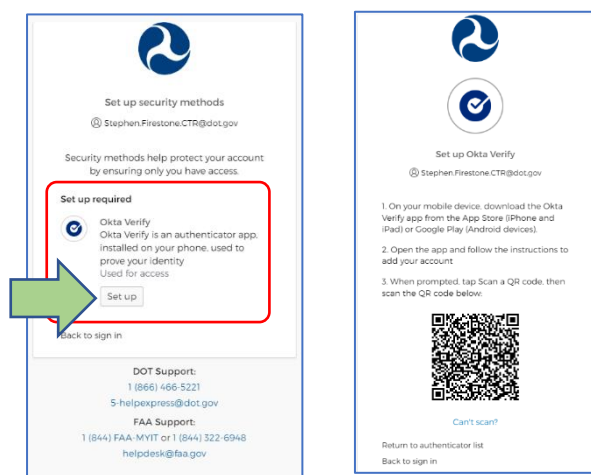 Set up security methods
Stephen.Firestone.CTR@dot.gov
Security methods help protect your account
by ensuring only you have access.
Set up required
Okta Verify
Okta Verify is an authenticator app,
installed on your phone, used to
prove your identity
Used for access
Set up
Back to sign in
DOT Support:
1 (866) 466-5221
5-helpexpress@dot.gov
FAA Support:
1 (844) FAA-MYIT or 1 (844) 322-6948
helpdesk@faa.gov
Set up Okta Verify
Stephen.Firestone.CTR@dot.gov
1. On your mobile device, download the Okta
Verify app from the App Store (iPhone and
iPad) or Google Play (Android devices).
2. Open the app and follow the instructions to
add your account
3. When prompted, tap Scan a QR code, then
scan the QR code below.
Can't scan?
Return to authenticator list
Back to sign in